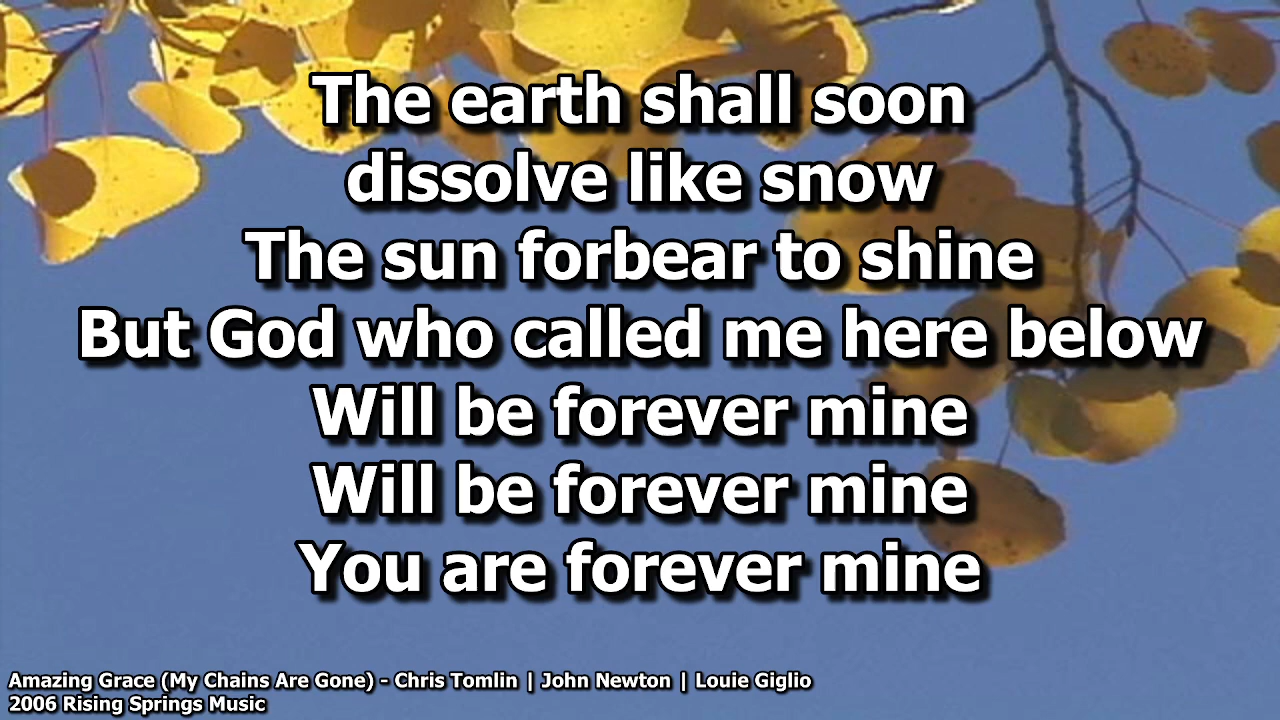 The earth shall soon
dissolve like snow
The sun forbear to shine
But God who called me here below
Will be forever mine
Will be forever mine
You are forever mine
Amazing Grace (My Chains Are Gone) - Chris Tomlin | John Newton | Louie Giglio
2006 Rising Springs Music